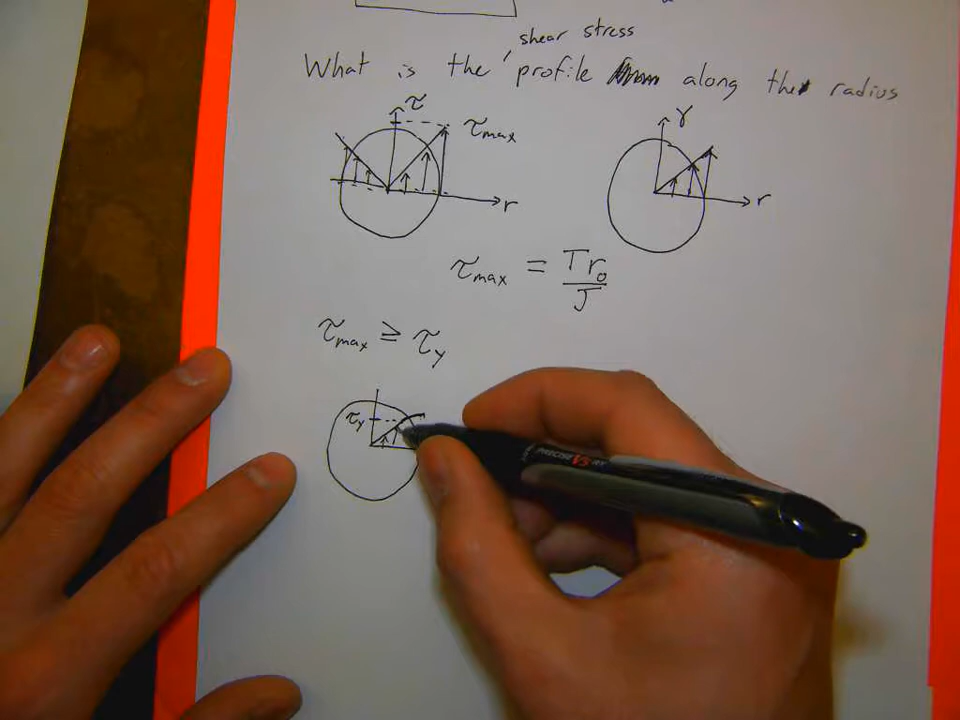 shear stress
What is the profile along the radius
τ τmax r γ r
τmax = Tr₀/J
τmax ≥ τy
τy
PRECISE V5 RT